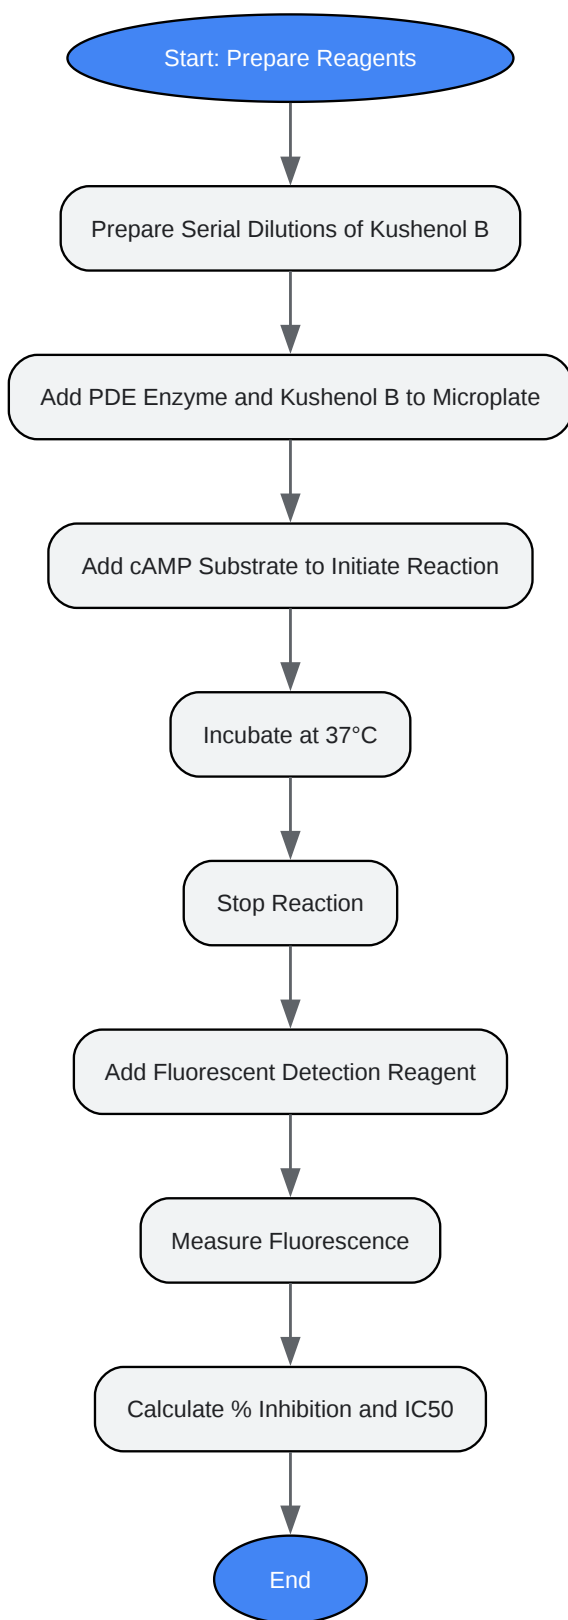 Start: Prepare Reagents
Prepare Serial Dilutions of Kushenol B
Add PDE Enzyme and Kushenol B to Microplate
Add cAMP Substrate to Initiate Reaction
Incubate at 37°C
Stop Reaction
Add Fluorescent Detection Reagent
Measure Fluorescence
Calculate % Inhibition and IC50
End